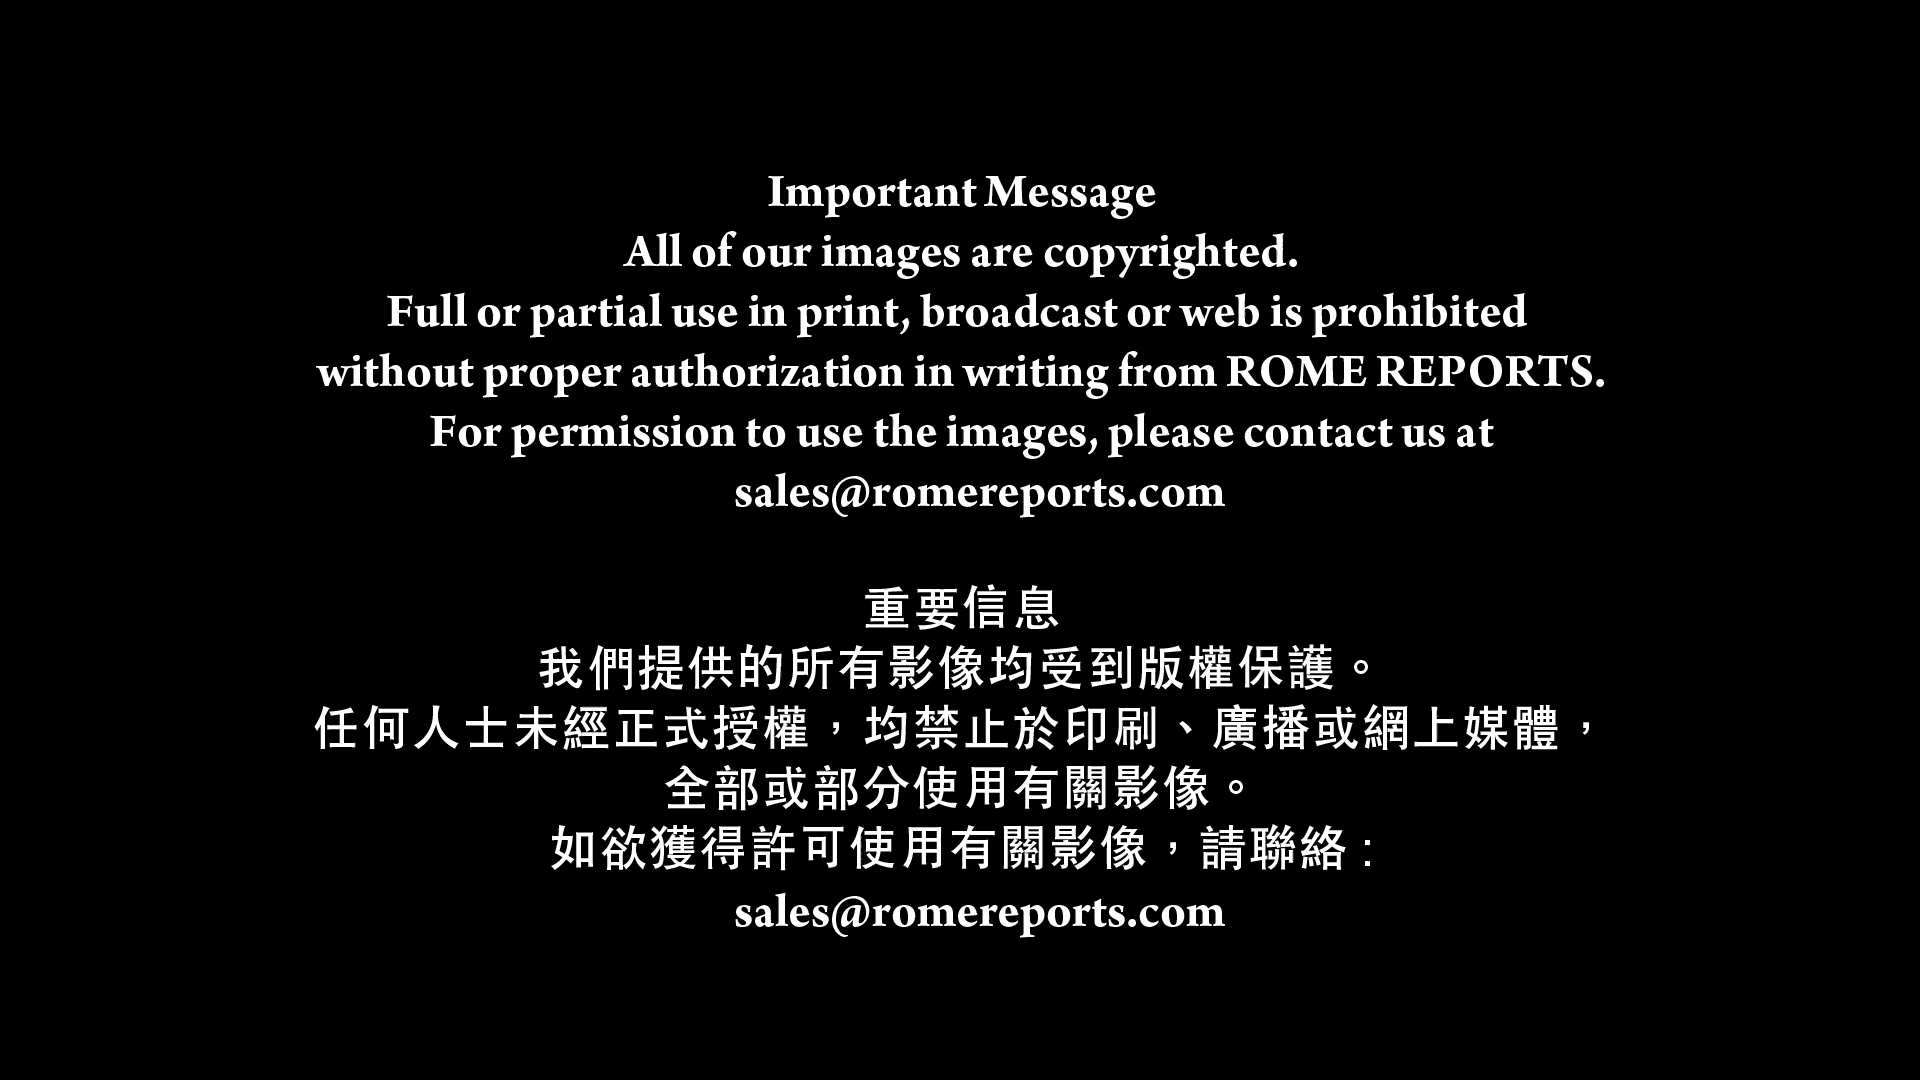 Important Message
All of our images are copyrighted.
Full or partial use in print, broadcast or web is prohibited
without proper authorization in writing from ROME REPORTS.
For permission to use the images, please contact us at
sales@romereports.com
重要信息
我們提供的所有影像均受到版權保護。
任何人士未經正式授權，均禁止於印刷、廣播或網上媒體，
全部或部分使用有關影像。
如欲獲得許可使用有關影像，請聯絡:
sales@romereports.com